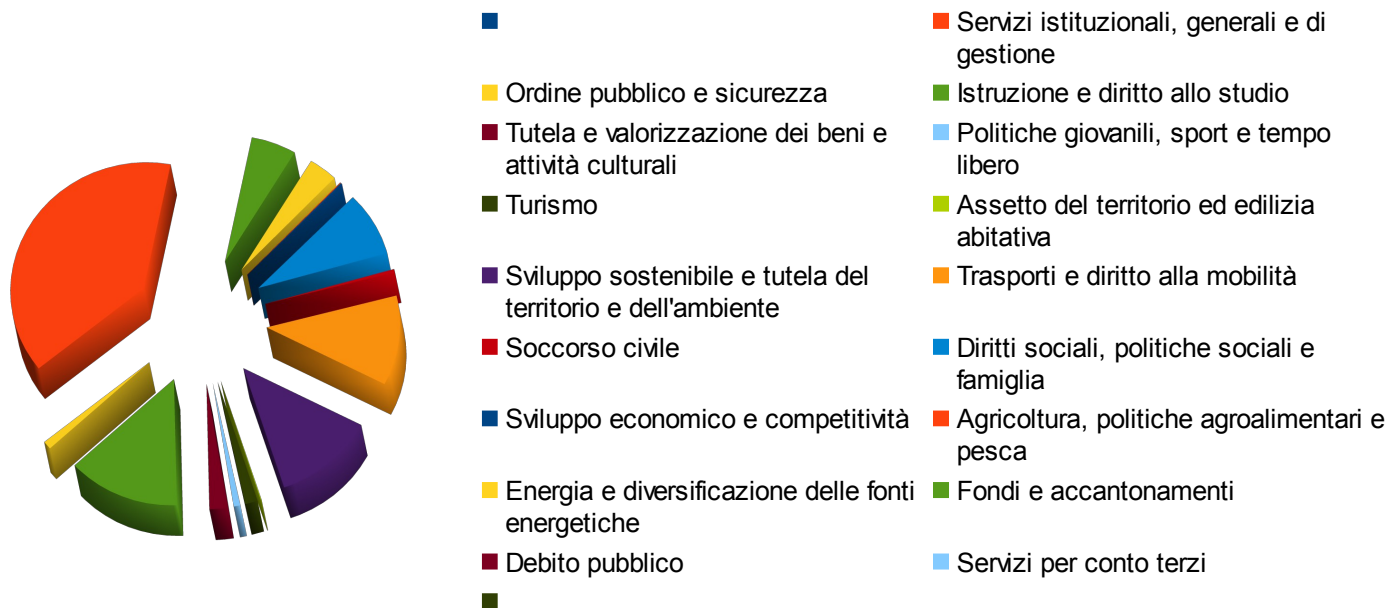 Servizi istituzionali, generali e di
gestione
Ordine pubblico e sicurezza
Istruzione e diritto allo studio
Tutela e valorizzazione dei beni e
attività culturali
Politiche giovanili, sport e tempo
libero
Turismo
Assetto del territorio ed edilizia
abitativa
Sviluppo sostenibile e tutela del
territorio e dell'ambiente
Trasporti e diritto alla mobilità
Soccorso civile
Diritti sociali, politiche sociali e
famiglia
Sviluppo economico e competitività
Agricoltura, politiche agroalimentari e
pesca
Energia e diversificazione delle fonti
energetiche
Fondi e accantonamenti
Debito pubblico
Servizi per conto terzi